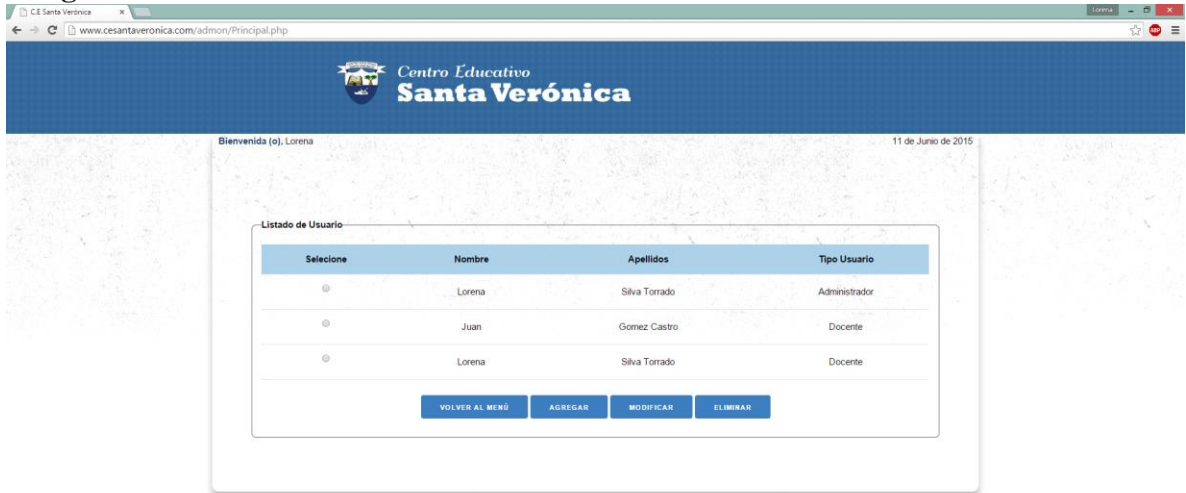 C.E Santa Verónica
Lorena
www.cesantaveronica.com/admon/Principal.php
ABP
Centro Educativo
Santa Verónica
Bienvenida (o), Lorena 11 de Junio de 2015
Listado de Usuario
Selecione Nombre Apellidos Tipo Usuario
Lorena Silva Torrado Administrador
Juan Gomez Castro Docente
Lorena Silva Torrado Docente
VOLVER AL MENÚ AGREGAR MODIFICAR ELIMINAR